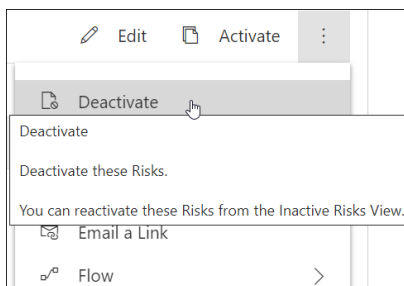 Edit Activate
Deactivate
Deactivate
Deactivate these Risks.
You can reactivate these Risks from the Inactive Risks View.
Email a Link
Flow